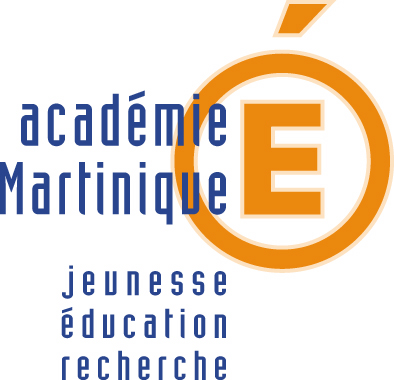 académie
Martinique
É
jeunesse
éducation
recherche